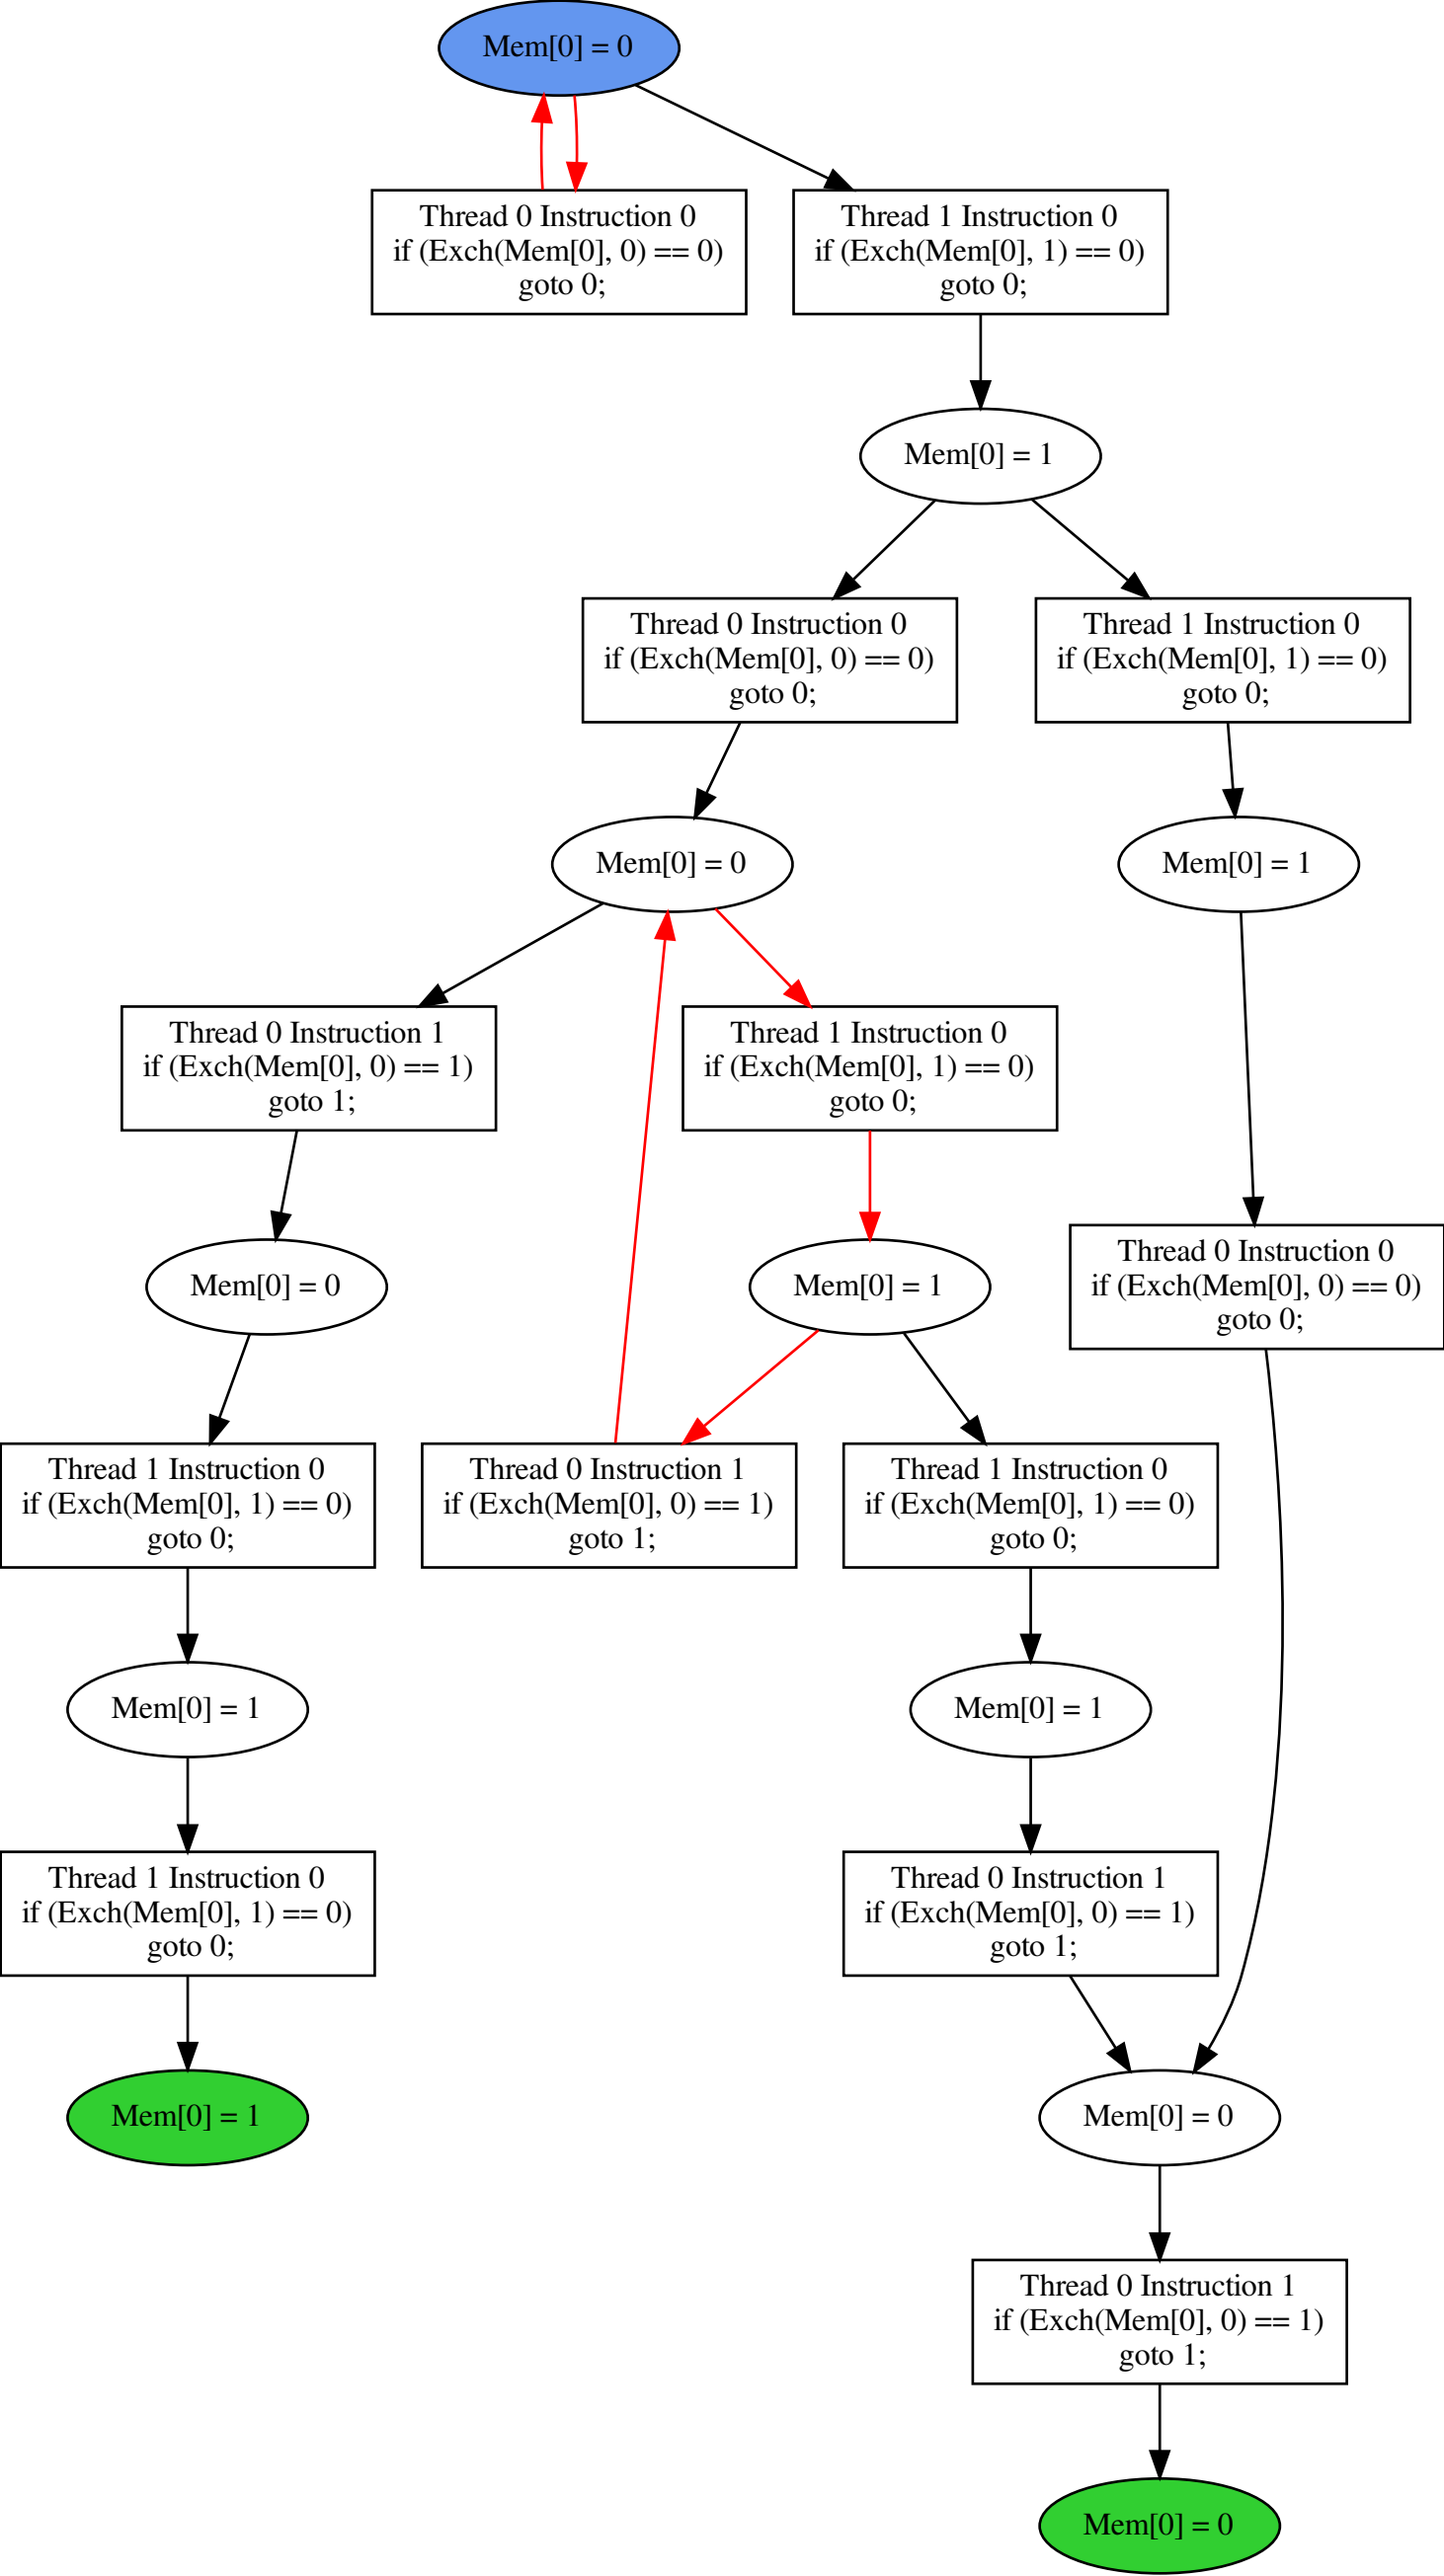 Mem[0] = 0
Thread 0 Instruction 0
if (Exch(Mem[0], 0) == 0)
goto 0;
Thread 1 Instruction 0
if (Exch(Mem[0], 1) == 0)
goto 0;
Mem[0] = 1
Thread 0 Instruction 0
if (Exch(Mem[0], 0) == 0)
goto 0;
Thread 1 Instruction 0
if (Exch(Mem[0], 1) == 0)
goto 0;
Mem[0] = 0
Mem[0] = 1
Thread 0 Instruction 1
if (Exch(Mem[0], 0) == 1)
goto 1;
Thread 1 Instruction 0
if (Exch(Mem[0], 1) == 0)
goto 0;
Mem[0] = 0
Mem[0] = 1
Thread 0 Instruction 0
if (Exch(Mem[0], 0) == 0)
goto 0;
Thread 1 Instruction 0
if (Exch(Mem[0], 1) == 0)
goto 0;
Thread 0 Instruction 1
if (Exch(Mem[0], 0) == 1)
goto 1;
Thread 1 Instruction 0
if (Exch(Mem[0], 1) == 0)
goto 0;
Mem[0] = 1
Mem[0] = 1
Thread 1 Instruction 0
if (Exch(Mem[0], 1) == 0)
goto 0;
Thread 0 Instruction 1
if (Exch(Mem[0], 0) == 1)
goto 1;
Mem[0] = 1
Mem[0] = 0
Thread 0 Instruction 1
if (Exch(Mem[0], 0) == 1)
goto 1;
Mem[0] = 0